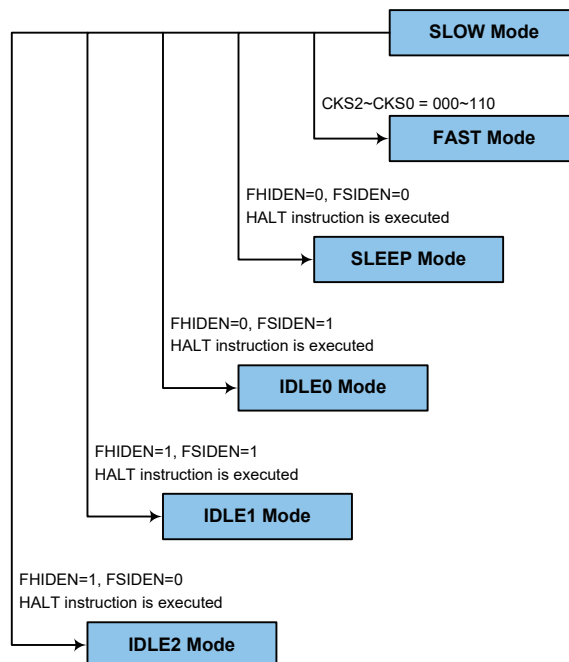 SLOW Mode
CKS2~CKS0 = 000~110
FAST Mode
FHIDEN=0, FSIDEN=0
HALT instruction is executed
SLEEP Mode
FHIDEN=0, FSIDEN=1
HALT instruction is executed
IDLE0 Mode
FHIDEN=1, FSIDEN=1
HALT instruction is executed
IDLE1 Mode
FHIDEN=1, FSIDEN=0
HALT instruction is executed
IDLE2 Mode